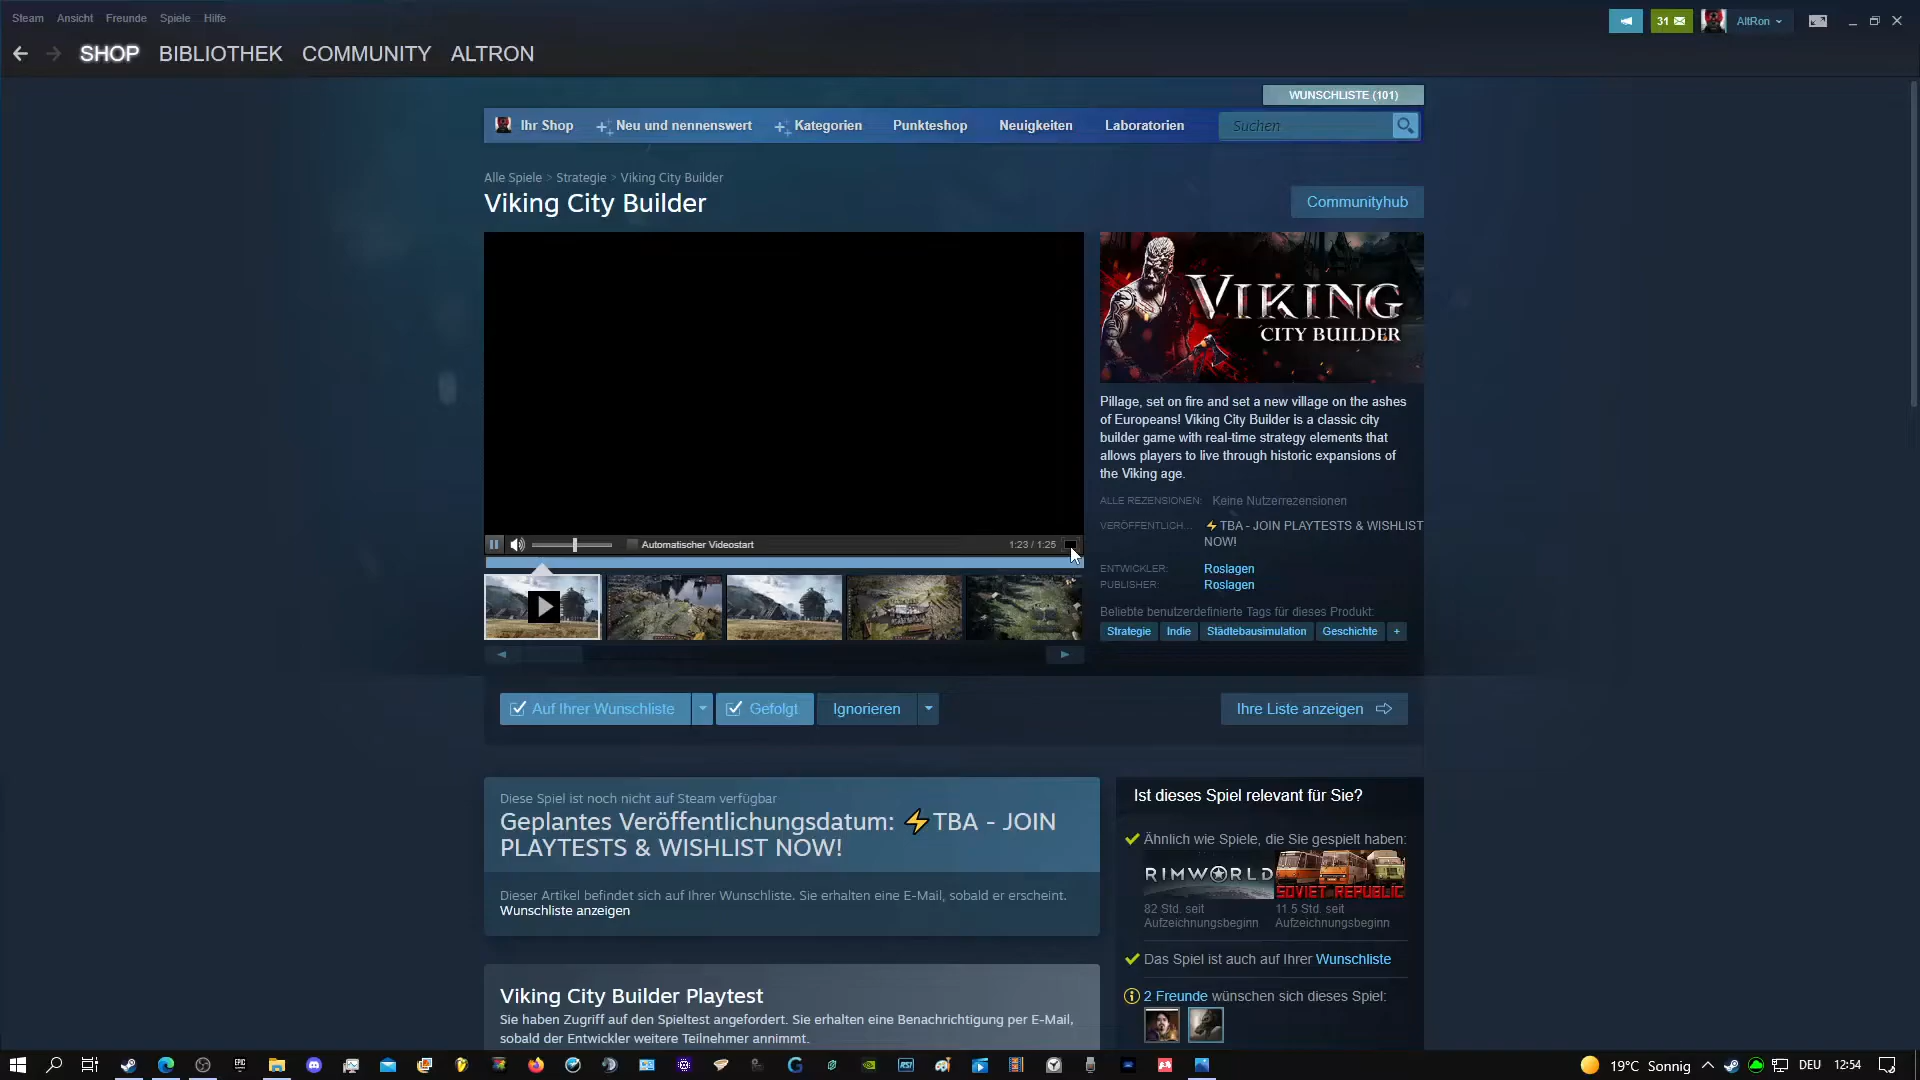 Steam Ansicht Freunde Spiele Hilfe
31
AltRon
SHOP BIBLIOTHEK COMMUNITY ALTRON
WUNSCHLISTE (101)
Ihr Shop Neu und nennenswert Kategorien Punkteshop Neuigkeiten Laboratorien Suchen
Alle Spiele > Strategie > Viking City Builder
Viking City Builder
Communityhub
VIKING
CITY BUILDER
Pillage, set on fire and set a new village on the ashes
of Europeans! Viking City Builder is a classic city
builder game with real-time strategy elements that
allows players to live through historic expansions of
the Viking age.
ALLE REZENSIONEN: Keine Nutzerrezensionen
VERÖFFENTLICH... ⚡TBA - JOIN PLAYTESTS & WISHLIST
NOW!
ENTWICKLER: Roslagen
PUBLISHER: Roslagen
Beliebte benutzerdefinierte Tags für dieses Produkt:
Strategie Indie Städtebausimulation Geschichte +
Automatischer Videostart 1:23 / 1:25
Auf Ihrer Wunschliste Gefolgt Ignorieren Ihre Liste anzeigen
Diese Spiel ist noch nicht auf Steam verfügbar
Geplantes Veröffentlichungsdatum: ⚡TBA - JOIN
PLAYTESTS & WISHLIST NOW!
Dieser Artikel befindet sich auf Ihrer Wunschliste. Sie erhalten eine E-Mail, sobald er erscheint.
Wunschliste anzeigen
Viking City Builder Playtest
Sie haben Zugriff auf den Spieltest angefordert. Sie erhalten eine Benachrichtigung per E-Mail,
sobald der Entwickler weitere Teilnehmer annimmt.
Ist dieses Spiel relevant für Sie?
Ähnlich wie Spiele, die Sie gespielt haben:
RIMWORLD SOVIET REPUBLIC
82 Std. seit 11.5 Std. seit
Aufzeichnungsbeginn Aufzeichnungsbeginn
Das Spiel ist auch auf Ihrer Wunschliste
2 Freunde wünschen sich dieses Spiel:
EPIC
RSI
19°C Sonnig DEU 12:54